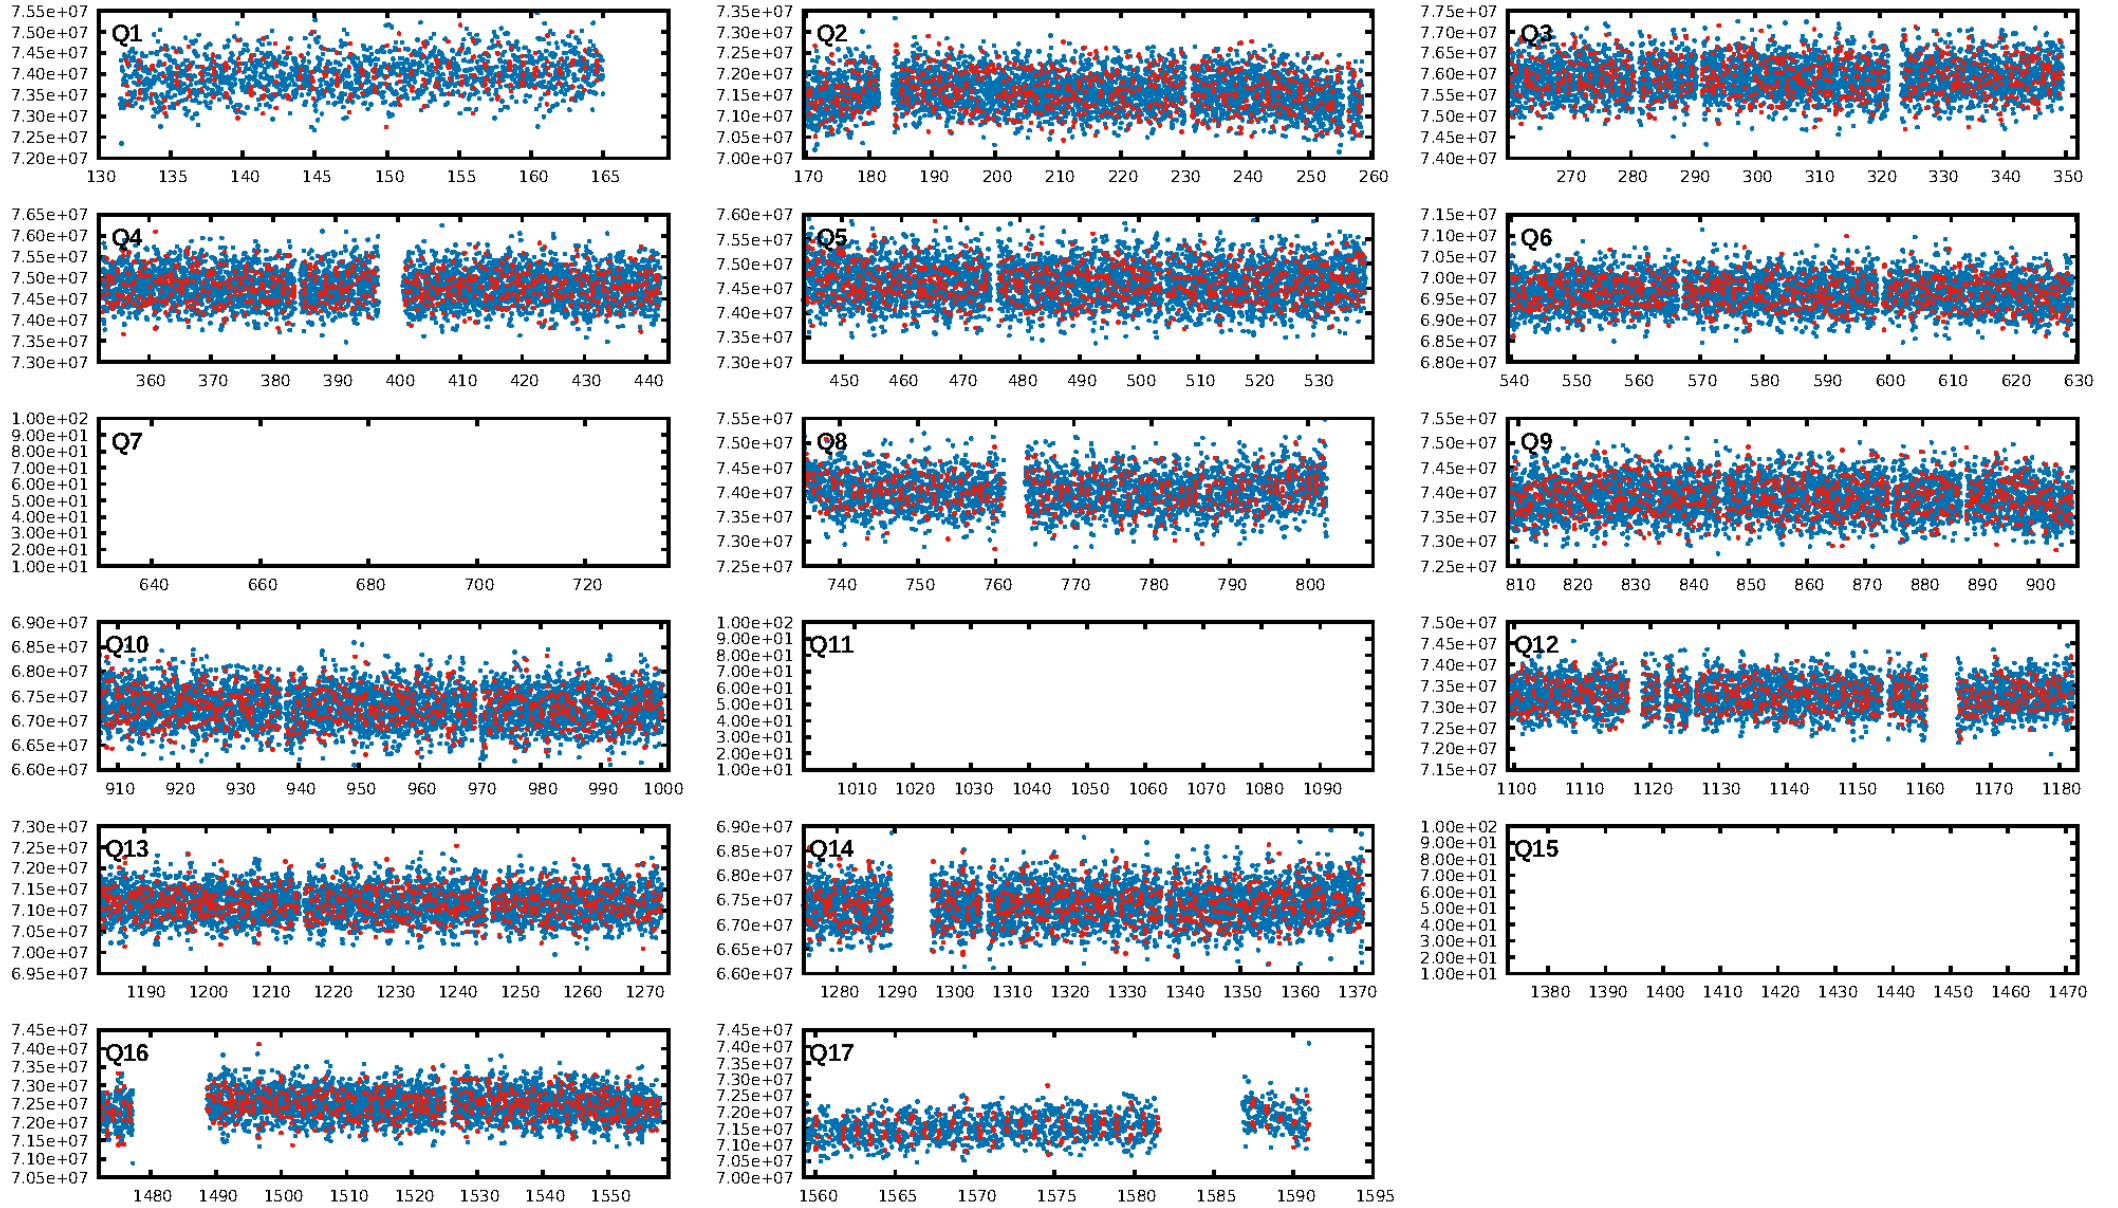 Q1
7.55e+07
7.50e+07
7.45e+07
7.40e+07
7.35e+07
7.30e+07
7.25e+07
7.20e+07
130 135 140 145 150 155 160 165
Q2
7.35e+07
7.30e+07
7.25e+07
7.20e+07
7.15e+07
7.10e+07
7.05e+07
7.00e+07
170 180 190 200 210 220 230 240 250 260
Q3
7.75e+07
7.70e+07
7.65e+07
7.60e+07
7.55e+07
7.50e+07
7.45e+07
7.40e+07
270 280 290 300 310 320 330 340 350
Q4
7.65e+07
7.60e+07
7.55e+07
7.50e+07
7.45e+07
7.40e+07
7.35e+07
7.30e+07
360 370 380 390 400 410 420 430 440
Q5
7.60e+07
7.55e+07
7.50e+07
7.45e+07
7.40e+07
7.35e+07
7.30e+07
450 460 470 480 490 500 510 520 530
Q6
7.15e+07
7.10e+07
7.05e+07
7.00e+07
6.95e+07
6.90e+07
6.85e+07
6.80e+07
540 550 560 570 580 590 600 610 620 630
Q7
1.00e+02
9.00e+01
8.00e+01
7.00e+01
6.00e+01
5.00e+01
4.00e+01
3.00e+01
2.00e+01
1.00e+01
640 660 680 700 720
Q8
7.55e+07
7.50e+07
7.45e+07
7.40e+07
7.35e+07
7.30e+07
7.25e+07
740 750 760 770 780 790 800
Q9
7.55e+07
7.50e+07
7.45e+07
7.40e+07
7.35e+07
7.30e+07
7.25e+07
810 820 830 840 850 860 870 880 890 900
Q10
6.90e+07
6.85e+07
6.80e+07
6.75e+07
6.70e+07
6.65e+07
6.60e+07
910 920 930 940 950 960 970 980 990 1000
Q11
1.00e+02
9.00e+01
8.00e+01
7.00e+01
6.00e+01
5.00e+01
4.00e+01
3.00e+01
2.00e+01
1.00e+01
1010 1020 1030 1040 1050 1060 1070 1080 1090
Q12
7.50e+07
7.45e+07
7.40e+07
7.35e+07
7.30e+07
7.25e+07
7.20e+07
7.15e+07
1100 1110 1120 1130 1140 1150 1160 1170 1180
Q13
7.30e+07
7.25e+07
7.20e+07
7.15e+07
7.10e+07
7.05e+07
7.00e+07
6.95e+07
1190 1200 1210 1220 1230 1240 1250 1260 1270
Q14
6.90e+07
6.85e+07
6.80e+07
6.75e+07
6.70e+07
6.65e+07
6.60e+07
1280 1290 1300 1310 1320 1330 1340 1350 1360 1370
Q15
1.00e+02
9.00e+01
8.00e+01
7.00e+01
6.00e+01
5.00e+01
4.00e+01
3.00e+01
2.00e+01
1.00e+01
1380 1390 1400 1410 1420 1430 1440 1450 1460 1470
Q16
7.45e+07
7.40e+07
7.35e+07
7.30e+07
7.25e+07
7.20e+07
7.15e+07
7.10e+07
7.05e+07
1480 1490 1500 1510 1520 1530 1540 1550
Q17
7.45e+07
7.40e+07
7.35e+07
7.30e+07
7.25e+07
7.20e+07
7.15e+07
7.10e+07
7.05e+07
7.00e+07
1560 1565 1570 1575 1580 1585 1590 1595